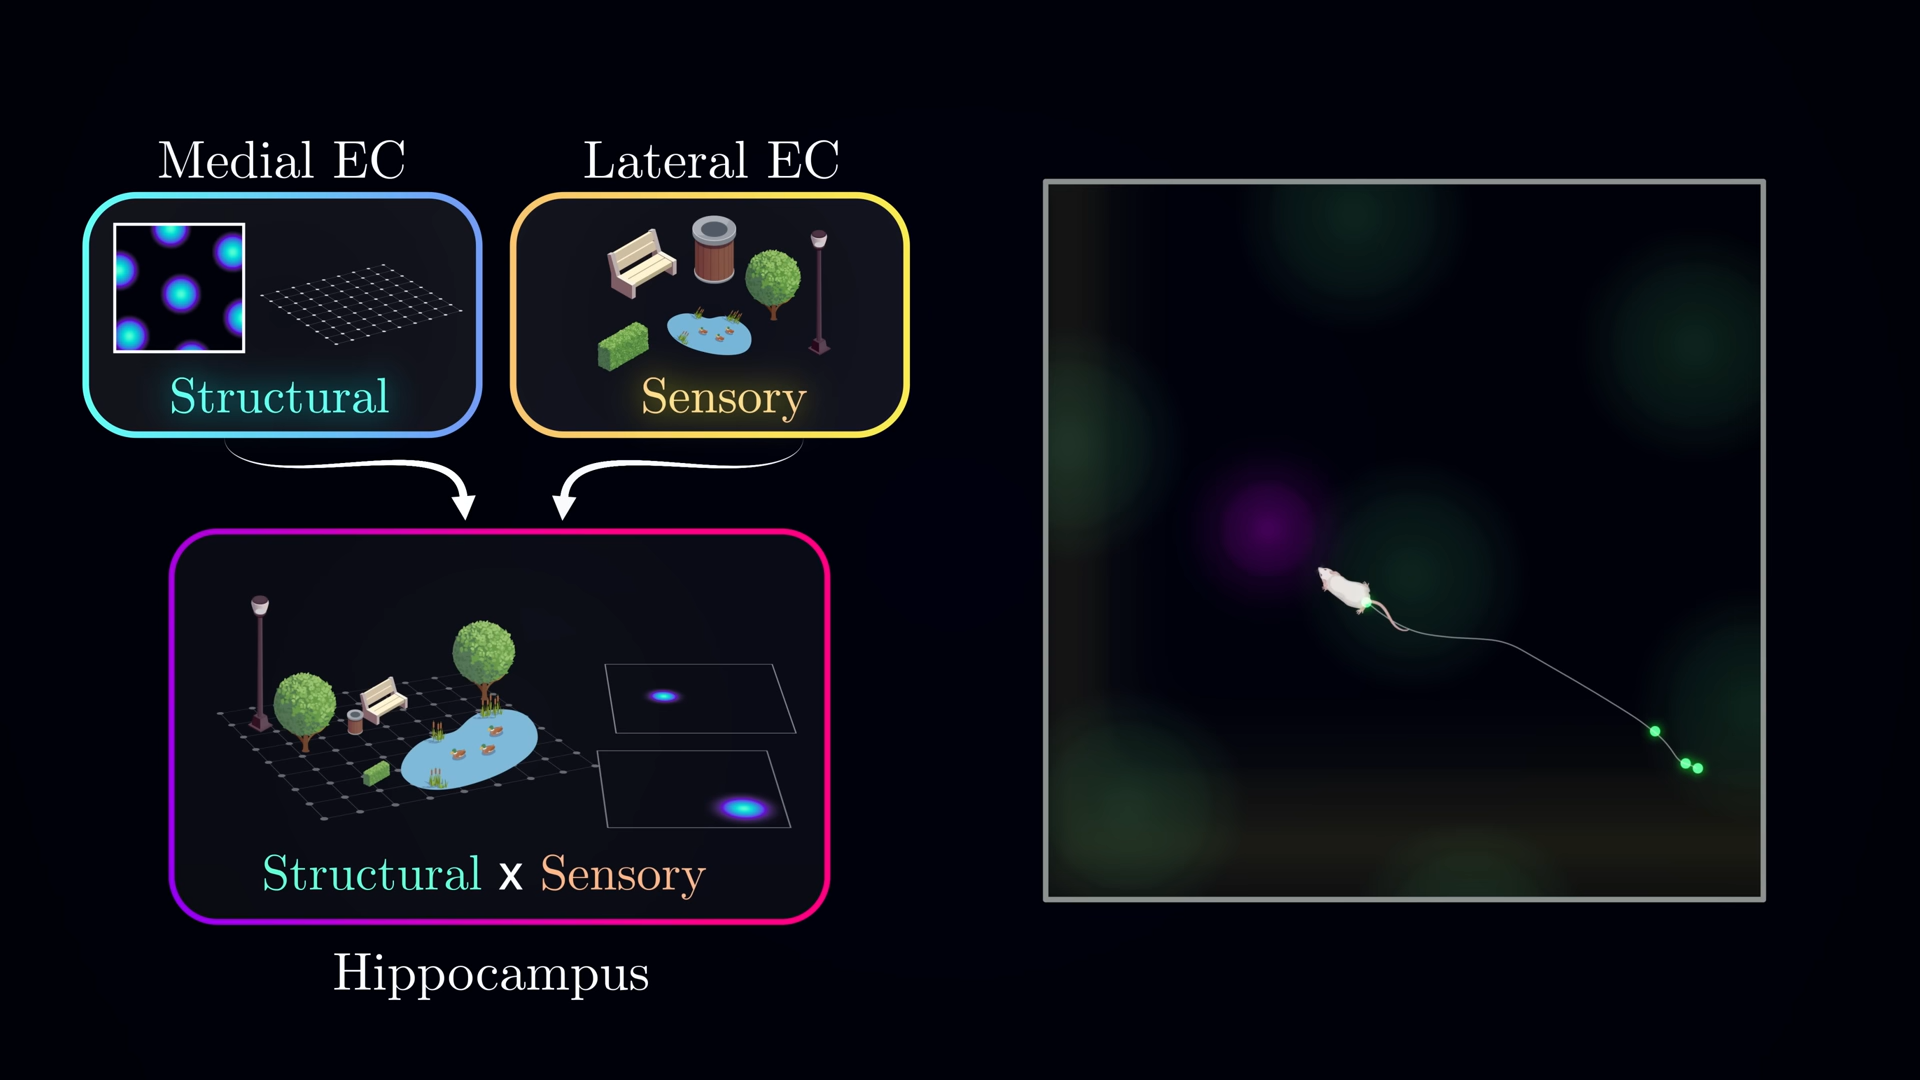 Medial EC
Lateral EC
Structural
Sensory
Structural x Sensory
Hippocampus